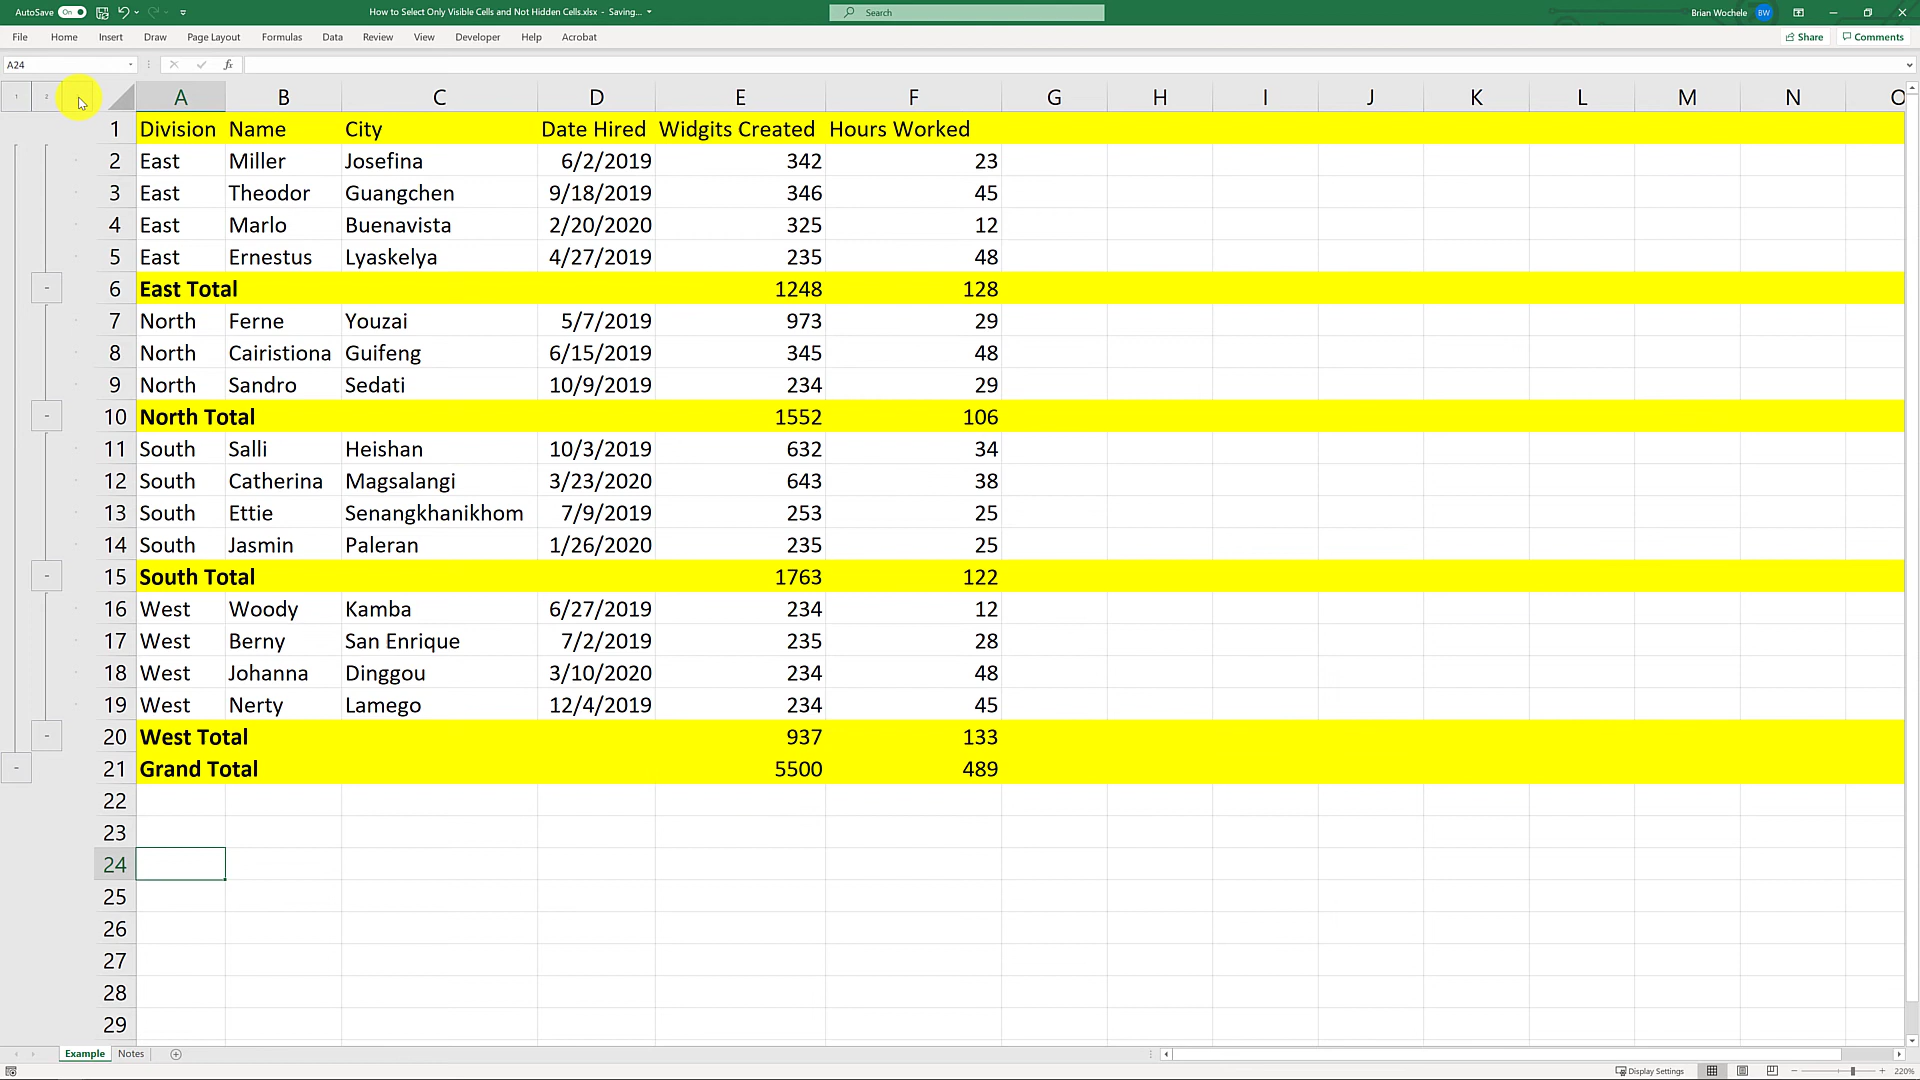 AutoSave On How to Select Only Visible Cells and Not Hidden Cells.xlsx - Saving... Search Brian Wochele BW
File Home Insert Draw Page Layout Formulas Data Review View Developer Help Acrobat Share Comments
A24 fx
1 2 A B C D E F G H I J K L M N O
1 Division Name City Date Hired Widgits Created Hours Worked
2 East Miller Josefina 6/2/2019 342 23
3 East Theodor Guangchen 9/18/2019 346 45
4 East Marlo Buenavista 2/20/2020 325 12
5 East Ernestus Lyaskelya 4/27/2019 235 48
- 6 East Total 1248 128
7 North Ferne Youzai 5/7/2019 973 29
8 North Cairistiona Guifeng 6/15/2019 345 48
9 North Sandro Sedati 10/9/2019 234 29
- 10 North Total 1552 106
11 South Salli Heishan 10/3/2019 632 34
12 South Catherina Magsalangi 3/23/2020 643 38
13 South Ettie Senangkhanikhom 7/9/2019 253 25
14 South Jasmin Paleran 1/26/2020 235 25
- 15 South Total 1763 122
16 West Woody Kamba 6/27/2019 234 12
17 West Berny San Enrique 7/2/2019 235 28
18 West Johanna Dinggou 3/10/2020 234 48
19 West Nerty Lamego 12/4/2019 234 45
- 20 West Total 937 133
- 21 Grand Total 5500 489
22
23
24
25
26
27
28
29
Example Notes
Display Settings 220%